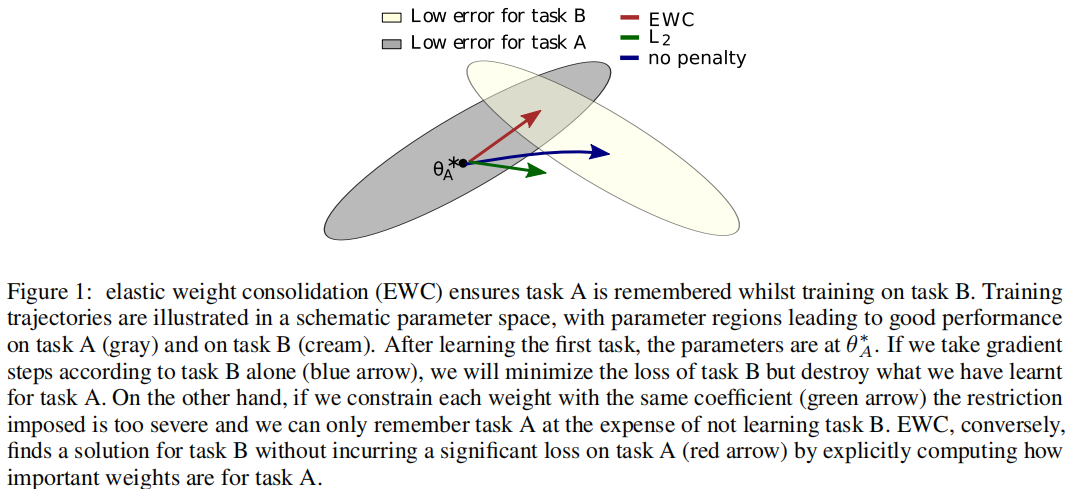 Low error for task B
Low error for task A
EWC
L2
no penalty
θA*
Figure 1: elastic weight consolidation (EWC) ensures task A is remembered whilst training on task B. Training
trajectories are illustrated in a schematic parameter space, with parameter regions leading to good performance
on task A (gray) and on task B (cream). After learning the first task, the parameters are at θ*A. If we take gradient
steps according to task B alone (blue arrow), we will minimize the loss of task B but destroy what we have learnt
for task A. On the other hand, if we constrain each weight with the same coefficient (green arrow) the restriction
imposed is too severe and we can only remember task A at the expense of not learning task B. EWC, conversely,
finds a solution for task B without incurring a significant loss on task A (red arrow) by explicitly computing how
important weights are for task A.